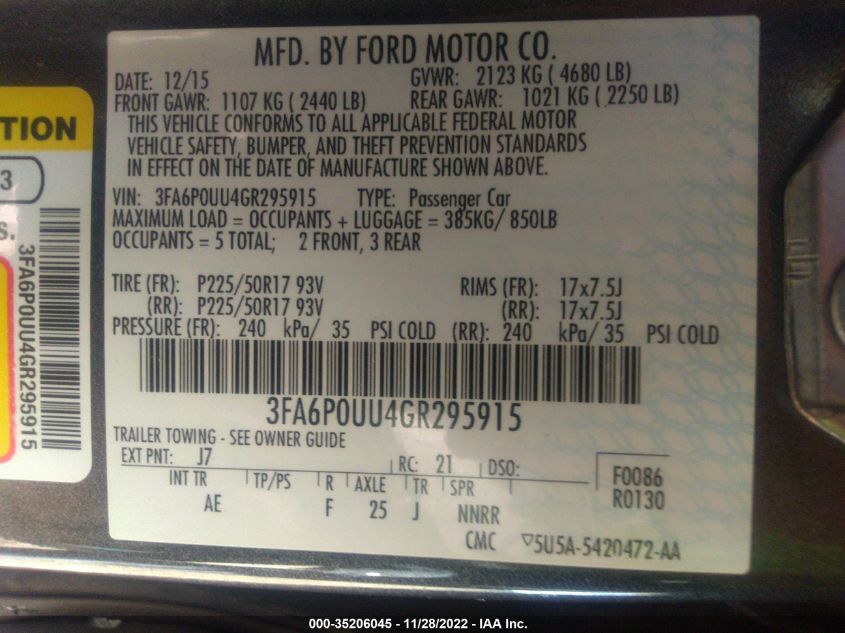 MFD. BY FORD MOTOR CO.
DATE: 12/15 GVWR: 2123 KG ( 4680 LB)
FRONT GAWR: 1107 KG ( 2440 LB) REAR GAWR: 1021 KG ( 2250 LB)
THIS VEHICLE CONFORMS TO ALL APPLICABLE FEDERAL MOTOR
VEHICLE SAFETY, BUMPER, AND THEFT PREVENTION STANDARDS
IN EFFECT ON THE DATE OF MANUFACTURE SHOWN ABOVE.
VIN: 3FA6P0UU4GR295915 TYPE: Passenger Car
MAXIMUM LOAD = OCCUPANTS + LUGGAGE = 385KG/ 850LB
OCCUPANTS = 5 TOTAL; 2 FRONT, 3 REAR
TIRE (FR): P225/50R17 93V RIMS (FR): 17x7.5J
(RR): P225/50R17 93V (RR): 17x7.5J
PRESSURE (FR): 240 kPa/ 35 PSI COLD (RR): 240 kPa/ 35 PSI COLD
3FA6P0UU4GR295915
TRAILER TOWING - SEE OWNER GUIDE
EXT PNT: J7 RC: 21 DSO:
INT TR TP/PS R AXLE TR SPR
AE F 25 J NNRR
F0086
R0130
CMC ▽5U5A-5420472-AA
TION
3
S.
3FA6P0UU4GR295915
000-35206045 - 11/28/2022 - IAA Inc.